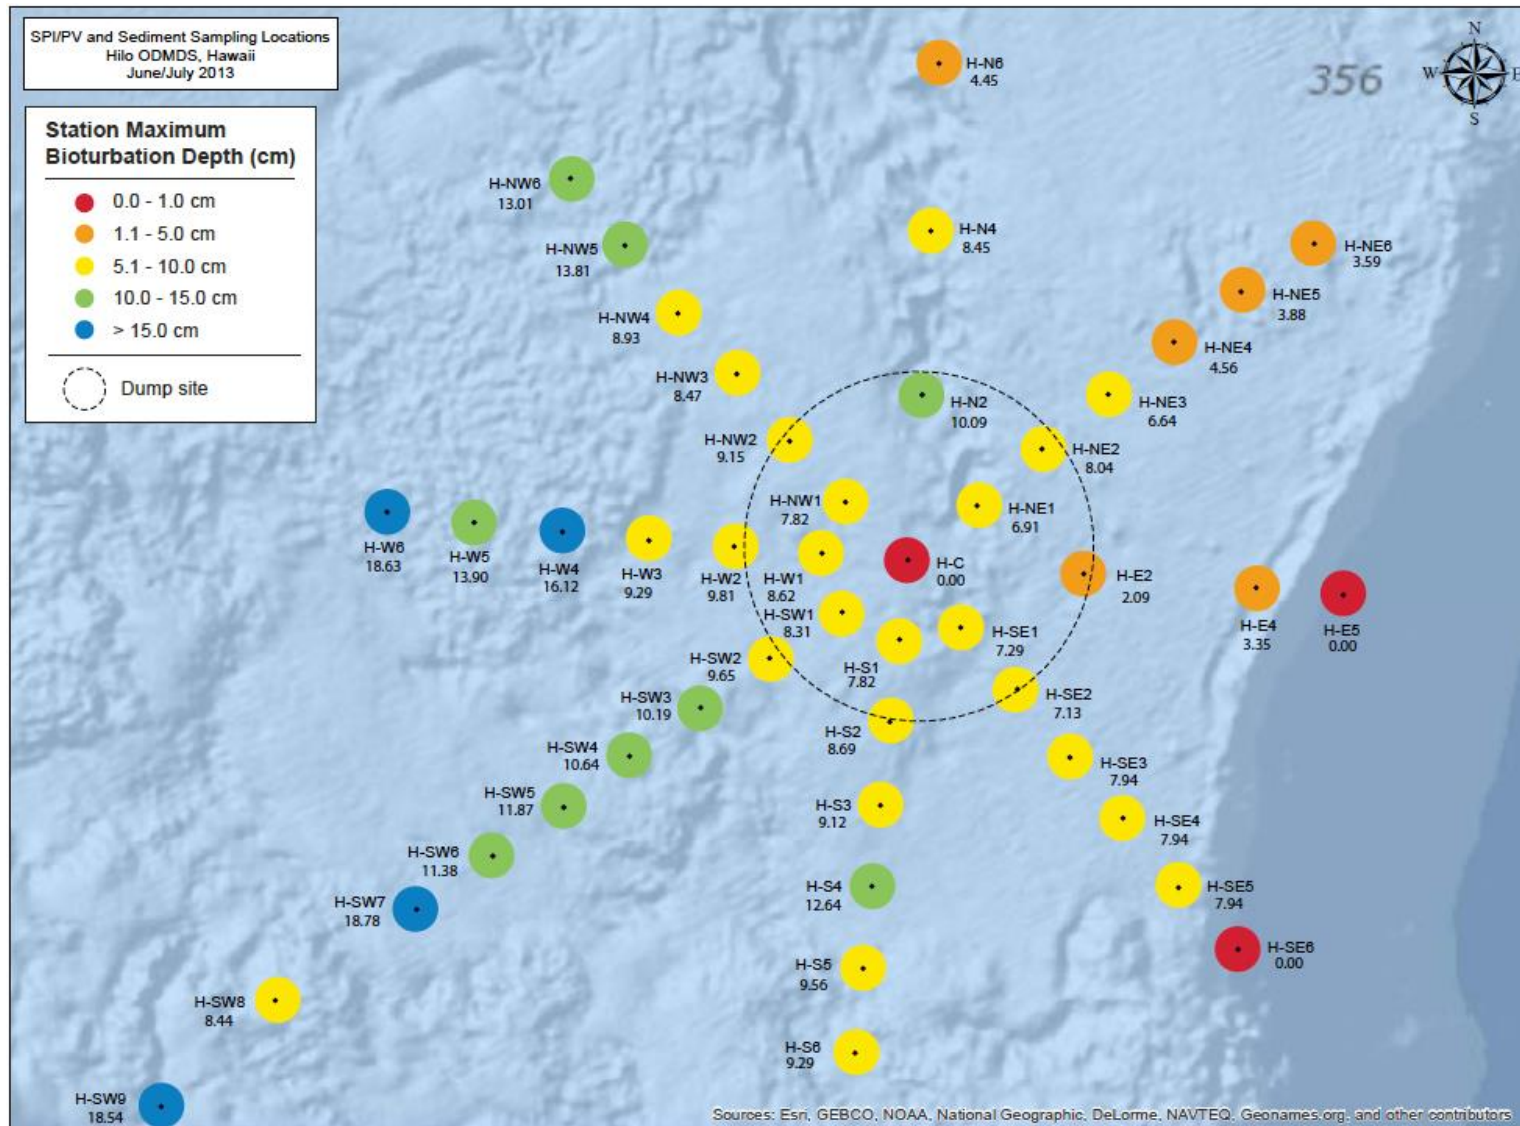 SPI/PV and Sediment Sampling Locations
Hilo ODMDS, Hawaii
June/July 2013
N
W
E
S
356
Station Maximum
Bioturbation Depth (cm)
0.0 - 1.0 cm
1.1 - 5.0 cm
5.1 - 10.0 cm
10.0 - 15.0 cm
> 15.0 cm
Dump site
H-N6
4.45
H-NW6
13.01
H-N4
8.45
H-NW5
13.81
H-NE6
3.59
H-NE5
3.88
H-NW4
8.93
H-NE4
4.56
H-NW3
8.47
H-N2
10.09
H-NE3
6.64
H-NW2
9.15
H-NE2
8.04
H-NW1
7.82
H-NE1
6.91
H-W6
18.63
H-W5
13.90
H-W4
16.12
H-W3
9.29
H-W2
9.81
H-W1
8.62
H-C
0.00
H-E2
2.09
H-E4
3.35
H-E5
0.00
H-SW1
8.31
H-SE1
7.29
H-S1
7.82
H-SW2
9.65
H-SE2
7.13
H-SW3
10.19
H-S2
8.69
H-SW4
10.64
H-SE3
7.94
H-SW5
11.87
H-S3
9.12
H-SE4
7.94
H-SW6
11.38
H-S4
12.64
H-SE5
7.94
H-SW7
18.78
H-SE6
0.00
H-S5
9.56
H-SW8
8.44
H-S6
9.29
H-SW9
18.54
Sources: Esri, GEBCO, NOAA, National Geographic, DeLorme, NAVTEQ, Geonames.org, and other contributors